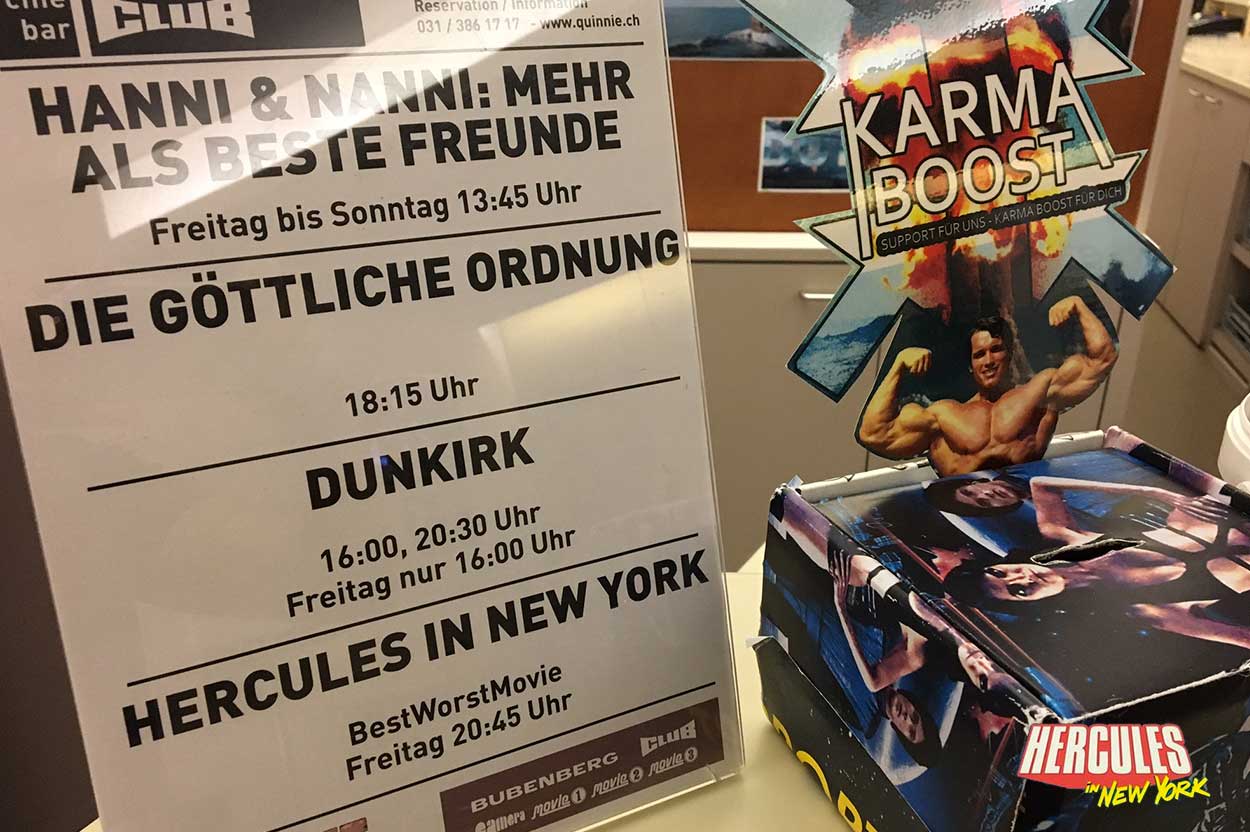 cine
bar
CLUB
Reservation / Information
031 / 386 17 17 - www.quinnie.ch
HANNI & NANNI: MEHR
ALS BESTE FREUNDE
Freitag bis Sonntag 13:45 Uhr
DIE GÖTTLICHE ORDNUNG
18:15 Uhr
DUNKIRK
16:00, 20:30 Uhr
Freitag nur 16:00 Uhr
HERCULES IN NEW YORK
BestWorstMovie
Freitag 20:45 Uhr
BUBENBERG CLUB
camera movie 1 movie 2 movie 3
KARMA
BOOST
SUPPORT FÜR UNS - KARMA BOOST FÜR DICH
HERCULES
IN NEW YORK